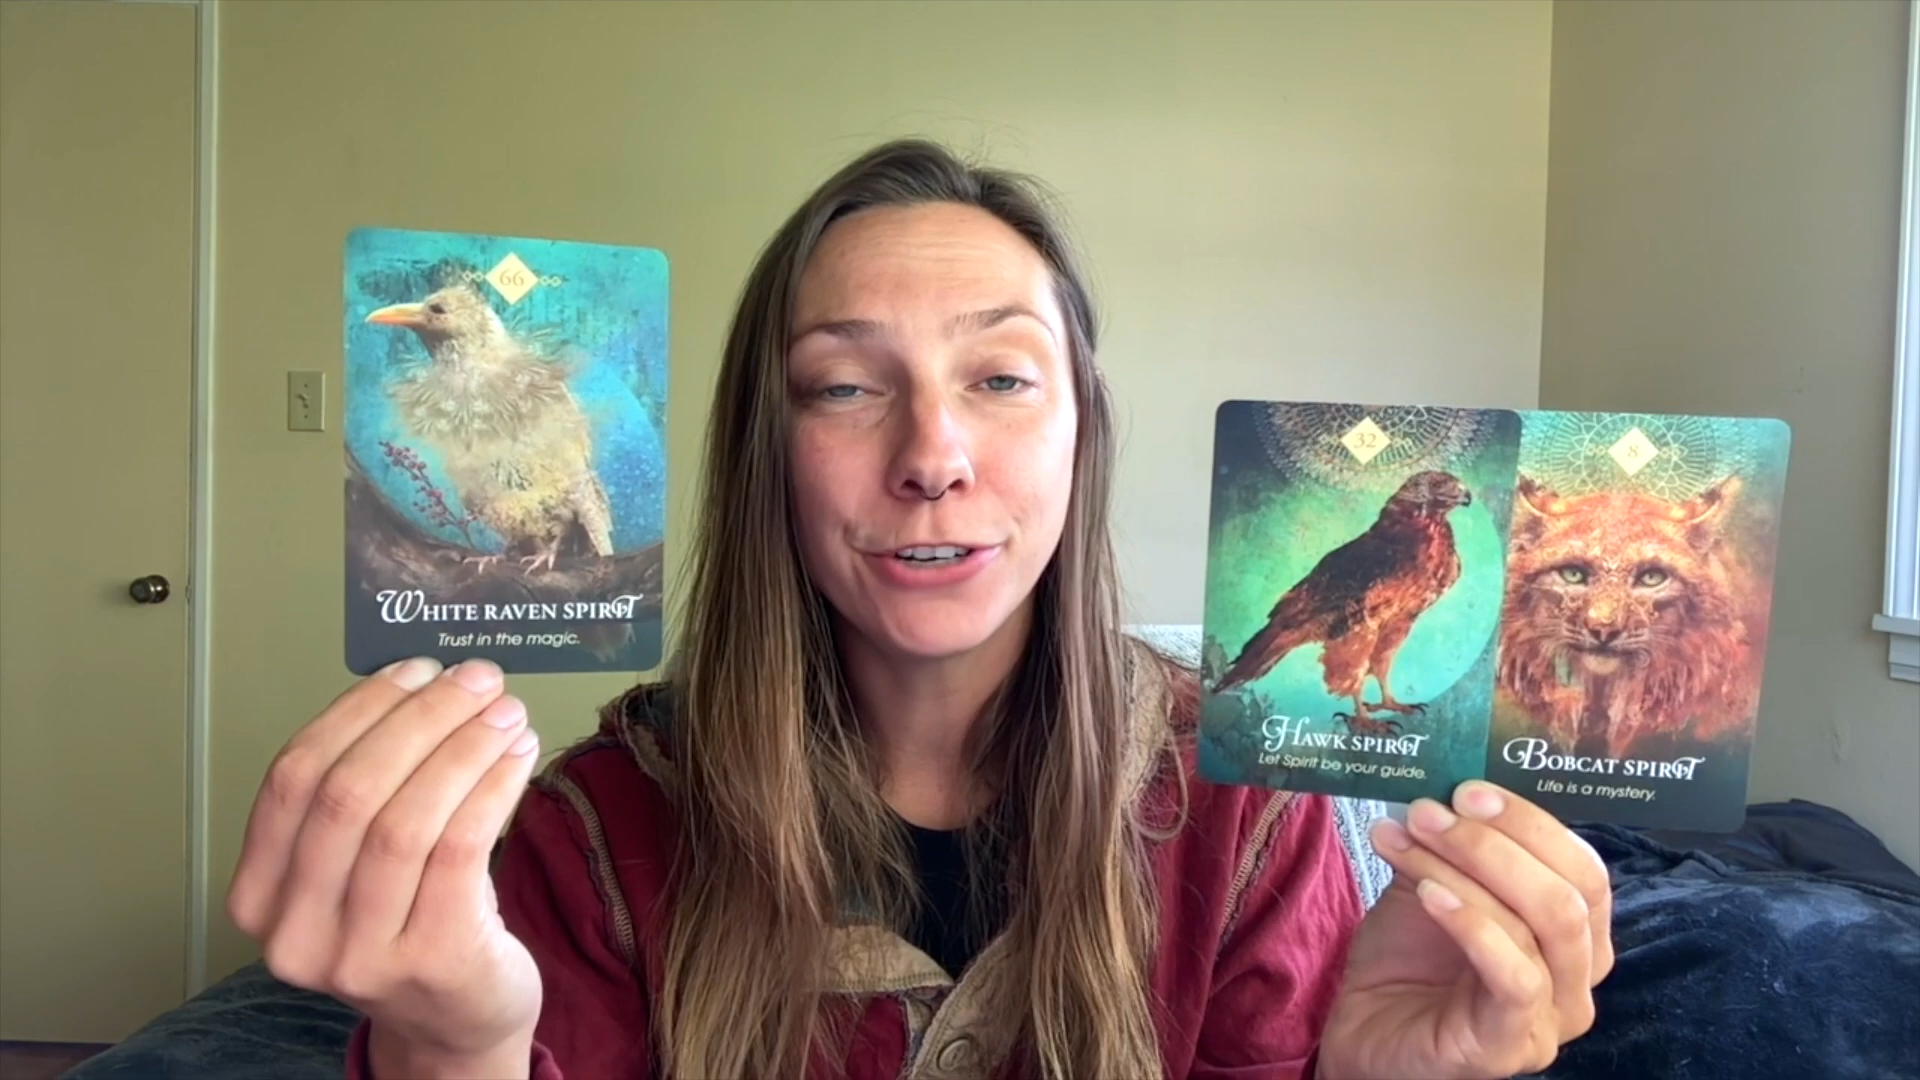 66
WHITE RAVEN SPIRIT
Trust in the magic.
32
HAWK SPIRIT
Let Spirit be your guide.
8
BOBCAT SPIRIT
Life is a mystery.